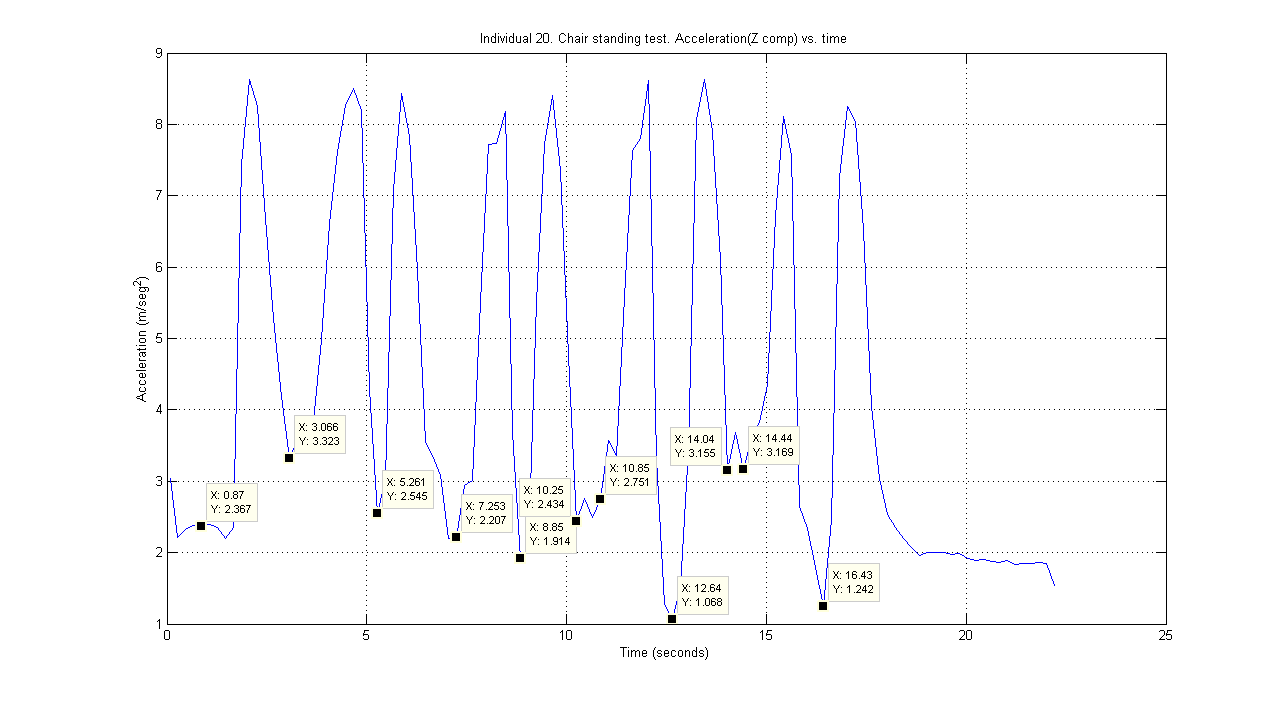 Individual 20. Chair standing test. Acceleration(Z comp) vs. time
9
8
7
6
5
4
3
2
1
Acceleration (m/seg²)
X: 0.87
Y: 2.367
X: 3.066
Y: 3.323
X: 5.261
Y: 2.545
X: 7.253
Y: 2.207
X: 10.25
Y: 2.434
X: 8.85
Y: 1.914
X: 10.85
Y: 2.751
X: 14.04
Y: 3.155
X: 14.44
Y: 3.169
X: 12.64
Y: 1.068
X: 16.43
Y: 1.242
0 5 10 15 20 25
Time (seconds)